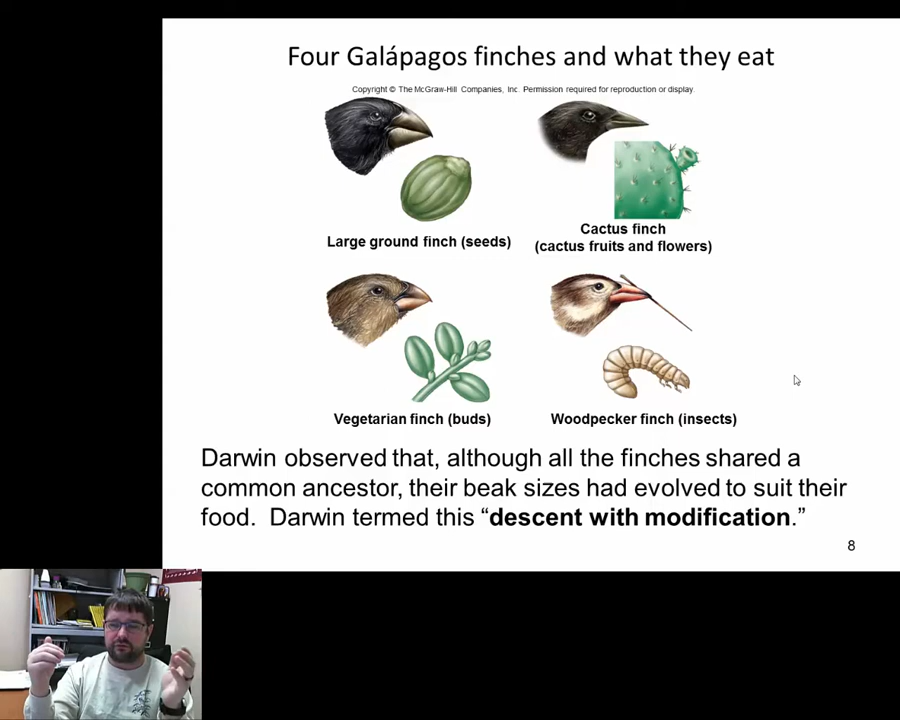 Four Galápagos finches and what they eat
Copyright © The McGraw-Hill Companies, Inc. Permission required for reproduction or display.
Large ground finch (seeds)
Cactus finch
(cactus fruits and flowers)
Vegetarian finch (buds)
Woodpecker finch (insects)
Darwin observed that, although all the finches shared a
common ancestor, their beak sizes had evolved to suit their
food.  Darwin termed this “descent with modification.”
8